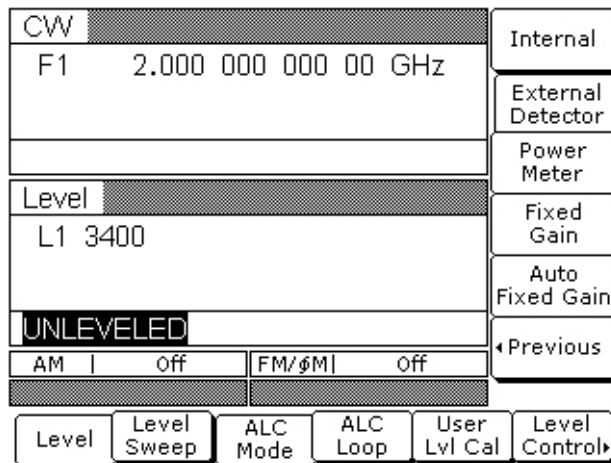 CW
F1 2.000 000 000 00 GHz
Level
L1 3400
UNLEVELED
AM | Off
FM/ɸM| Off
Internal
External
Detector
Power
Meter
Fixed
Gain
Auto
Fixed Gain
Previous
Level
Level
Sweep
ALC
Mode
ALC
Loop
User
Lvl Cal
Level
Control